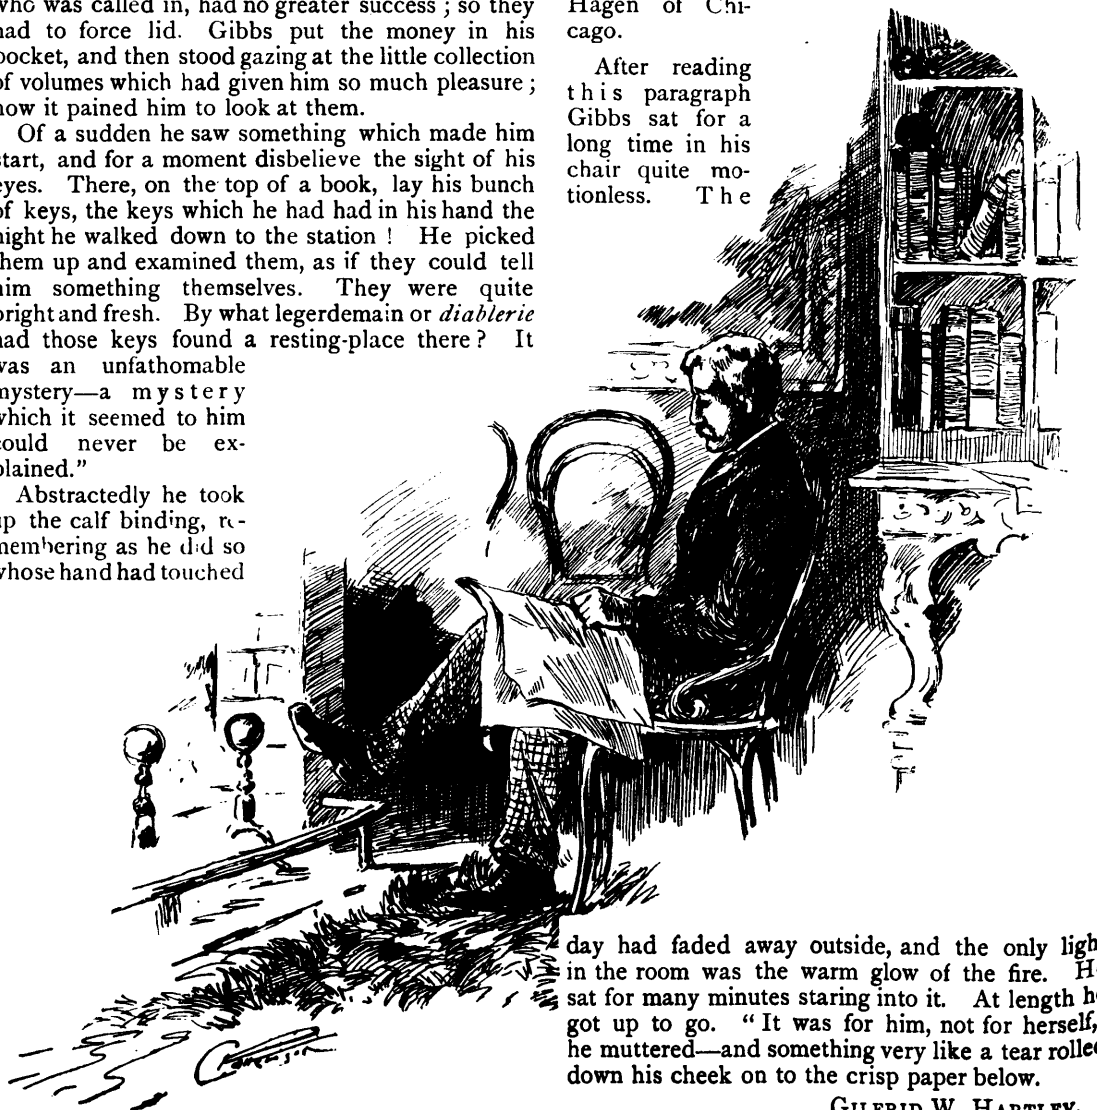 who was called in, had no greater success ; so they
had to force lid. Gibbs put the money in his
pocket, and then stood gazing at the little collection
of volumes which had given him so much pleasure ;
now it pained him to look at them.
Of a sudden he saw something which made him
start, and for a moment disbelieve the sight of his
eyes. There, on the top of a book, lay his bunch
of keys, the keys which he had had in his hand the
night he walked down to the station ! He picked
them up and examined them, as if they could tell
him something themselves. They were quite
bright and fresh. By what legerdemain or diablerie
had those keys found a resting-place there ? It
was an unfathomable
mystery—a mystery
which it seemed to him
could never be ex-
plained.”
Abstractedly he took
up the calf binding, re-
membering as he did so
whose hand had touched
Hagen of Chi-
cago.
After reading
this paragraph
Gibbs sat for a
long time in his
chair quite mo-
tionless. The
day had faded away outside, and the only light
in the room was the warm glow of the fire. He
sat for many minutes staring into it. At length he
got up to go. “ It was for him, not for herself,
he muttered—and something very like a tear rolled
down his cheek on to the crisp paper below.
GILFRID W. HARTLEY.